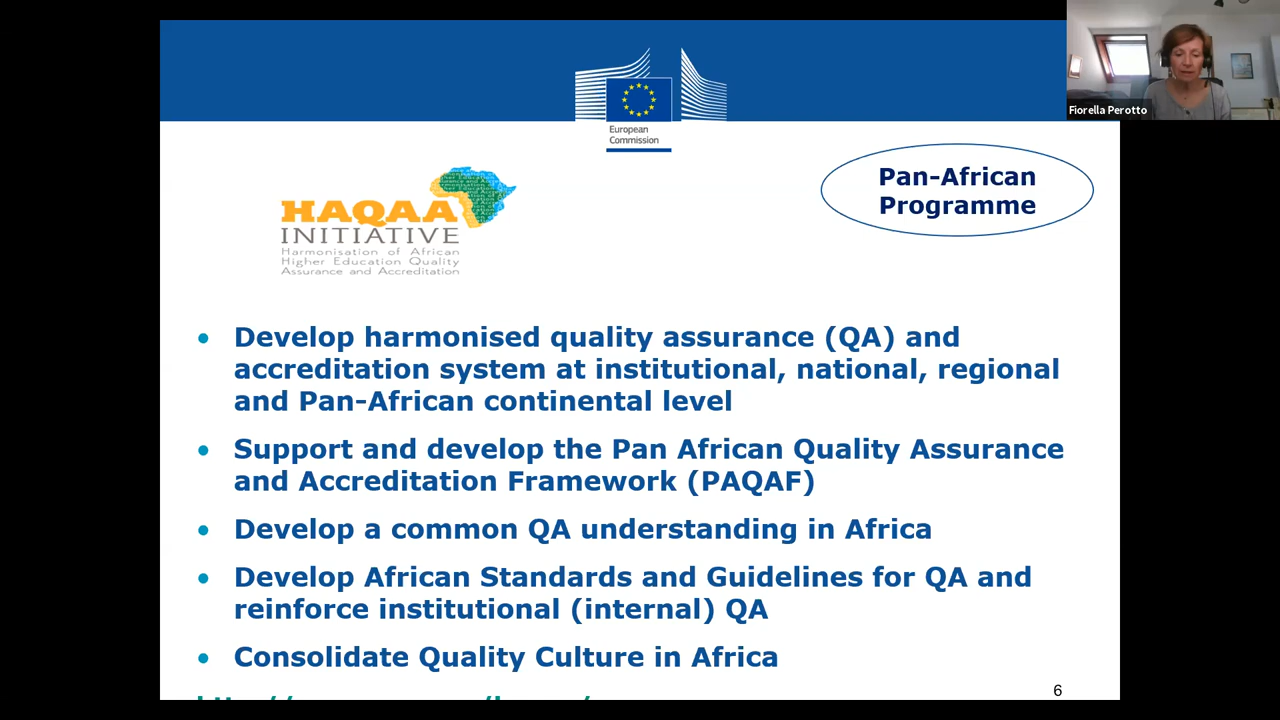 Fiorella Perotto
European
Commission
Pan-African
Programme
HAQAA
INITIATIVE
Harmonisation of African
Higher Education Quality
Assurance and Accreditation
• Develop harmonised quality assurance (QA) and
accreditation system at institutional, national, regional
and Pan-African continental level
• Support and develop the Pan African Quality Assurance
and Accreditation Framework (PAQAF)
• Develop a common QA understanding in Africa
• Develop African Standards and Guidelines for QA and
reinforce institutional (internal) QA
• Consolidate Quality Culture in Africa
6